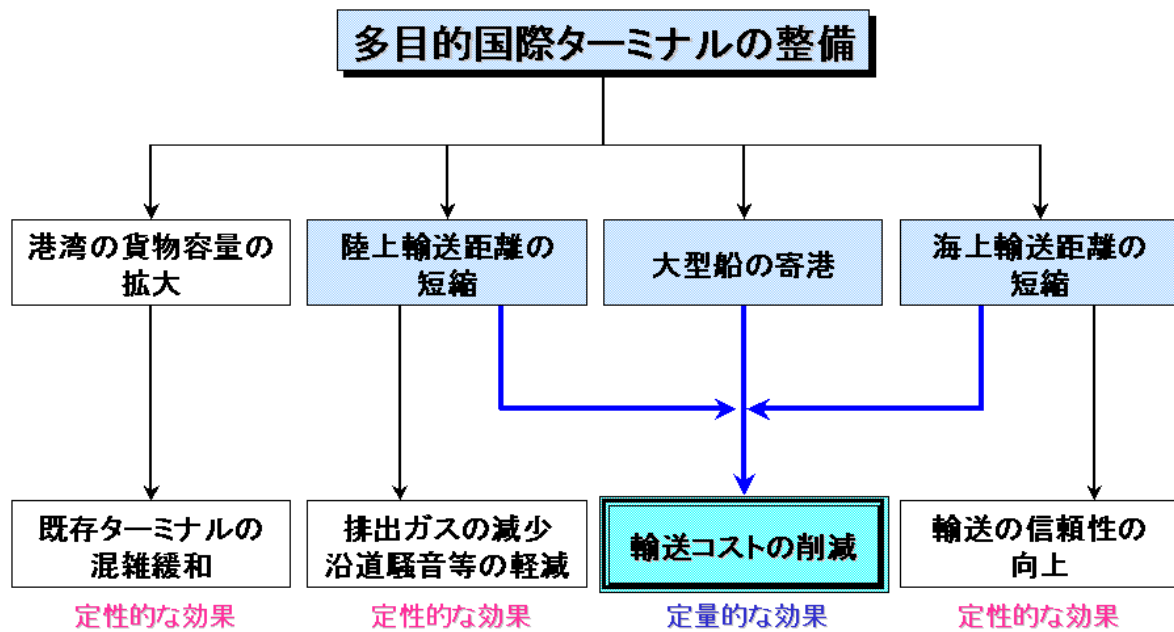 多目的国際ターミナルの整備
港湾の貨物容量の
拡大
陸上輸送距離の
短縮
大型船の寄港
海上輸送距離の
短縮
既存ターミナルの
混雑緩和
排出ガスの減少
沿道騒音等の軽減
輸送コストの削減
輸送の信頼性の
向上
定性的な効果
定性的な効果
定量的な効果
定性的な効果